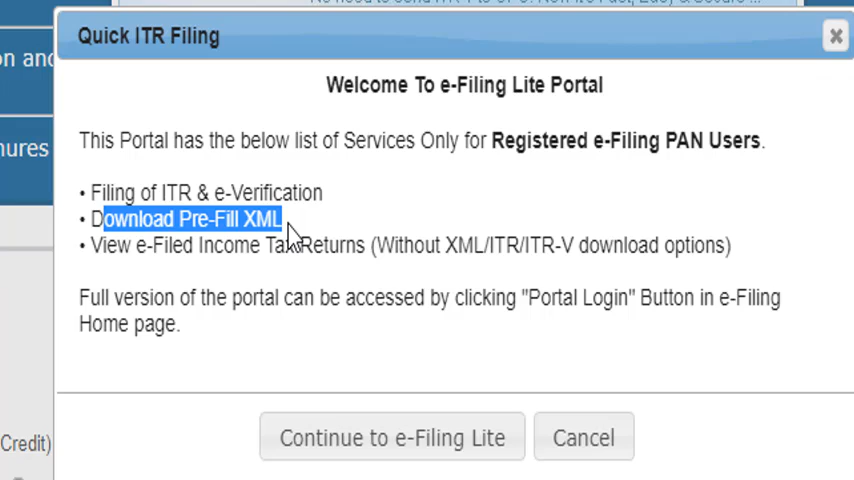 Quick ITR Filing
Welcome To e-Filing Lite Portal
on and
This Portal has the below list of Services Only for Registered e-Filing PAN Users.
nures
• Filing of ITR & e-Verification
• Download Pre-Fill XML
• View e-Filed Income Tax Returns (Without XML/ITR/ITR-V download options)
Full version of the portal can be accessed by clicking "Portal Login" Button in e-Filing
Home page.
Credit)
Continue to e-Filing Lite
Cancel